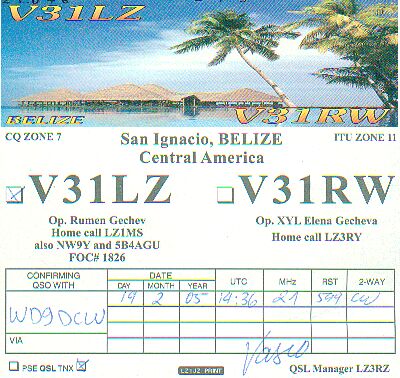 V31LZ
BELIZE
V31RW
CQ ZONE 7
San Ignacio, BELIZE
ITU ZONE 11
Central America
V31LZ
V31RW
Op. Rumen Gechev
Op. XYL Elena Gecheva
Home call LZ1MS
Home call LZ3RY
also NW9Y and 5B4AGU
FOC# 1826
CONFIRMING QSO WITH
DATE
DAY MONTH YEAR UTC MHz RST 2-WAY
WD9DCW 19 2 05 14:36 21 599 CW
VIA
Vasco
PSE QSL TNX
LZ1JZ PRINT
QSL Manager LZ3RZ